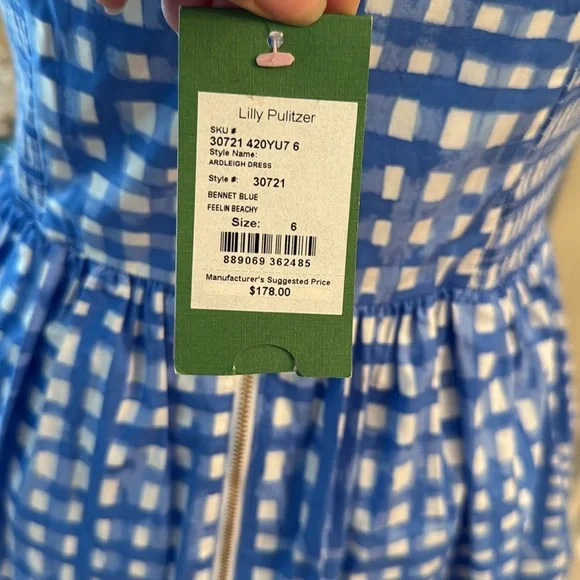 Lilly Pulitzer
SKU #
30721 420YU7 6
Style Name:
ARDLEIGH DRESS
Style #: 30721
BENNET BLUE
FEELIN BEACHY
Size: 6
889069 362485
Manufacturer's Suggested Price
$178.00